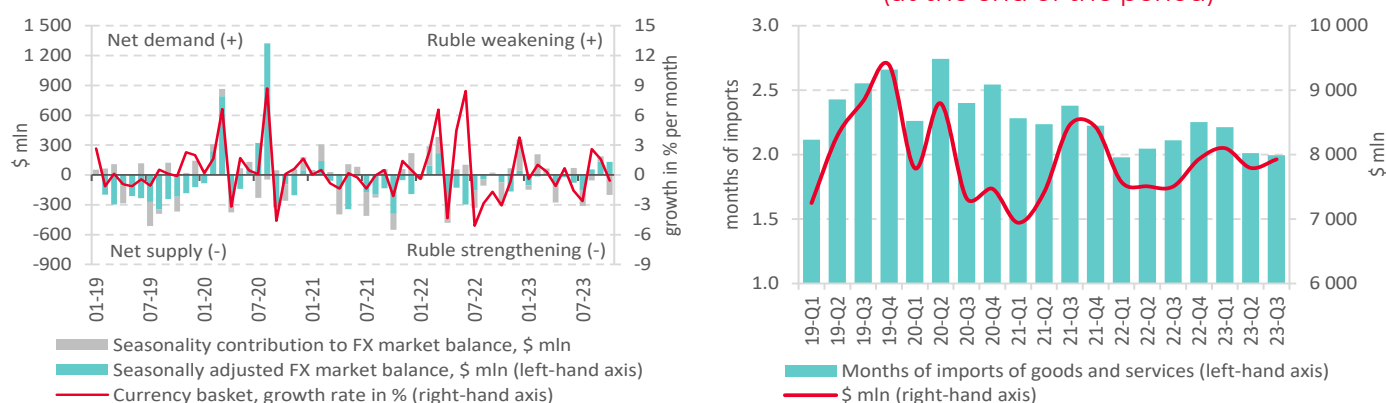 (at the end of the period)
1 500
1 200
900
600
300
0
-300
-600
-900
$ mln
Net demand (+)
Ruble weakening (+)
Net supply (-)
Ruble strengthening (-)
15
12
9
6
3
0
3
6
-9
growth in % per month
01-19
07-19
01-20
07-20
01-21
07-21
01-22
07-22
01-23
07-23
Seasonality contribution to FX market balance, $ mln
Seasonally adjusted FX market balance, $ mln (left-hand axis)
Currency basket, growth rate in % (right-hand axis)
3.0
2.5
2.0
1.5
1.0
months of imports
10 000
9 000
8 000
7 000
6 000
$ mln
19-Q1
19-Q2
19-Q3
19-Q4
20-Q1
20-Q2
20-Q3
20-Q4
21-Q1
21-Q2
21-Q3
21-Q4
22-Q1
22-Q2
22-Q3
22-Q4
23-Q1
23-Q2
23-Q3
Months of imports of goods and services (left-hand axis)
$ mln (right-hand axis)